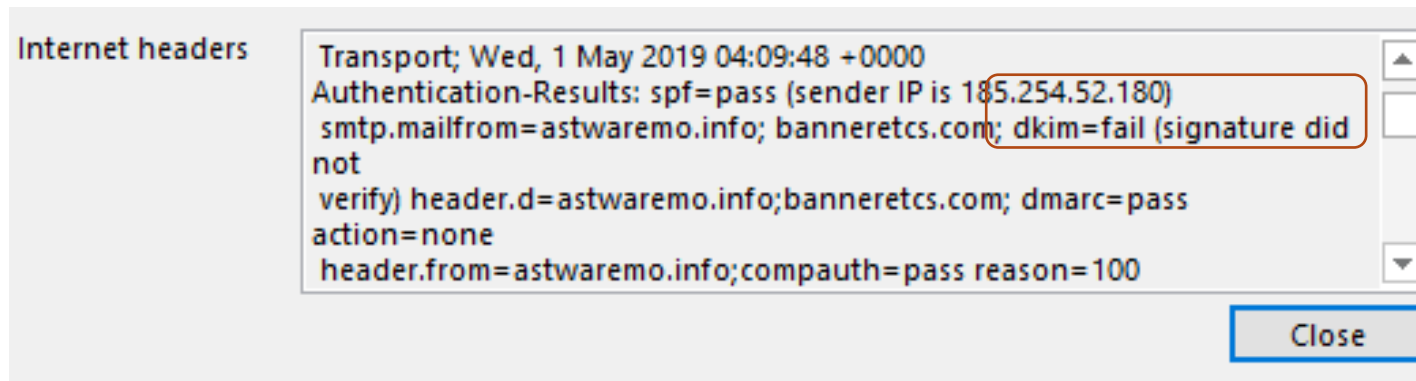 Internet headers
Transport; Wed, 1 May 2019 04:09:48 +0000
Authentication-Results: spf=pass (sender IP is 185.254.52.180)
smtp.mailfrom=astwaremo.info; banneretcs.com; dkim=fail (signature did
not
verify) header.d=astwaremo.info;banneretcs.com; dmarc=pass
action=none
header.from=astwaremo.info;compauth=pass reason=100
Close